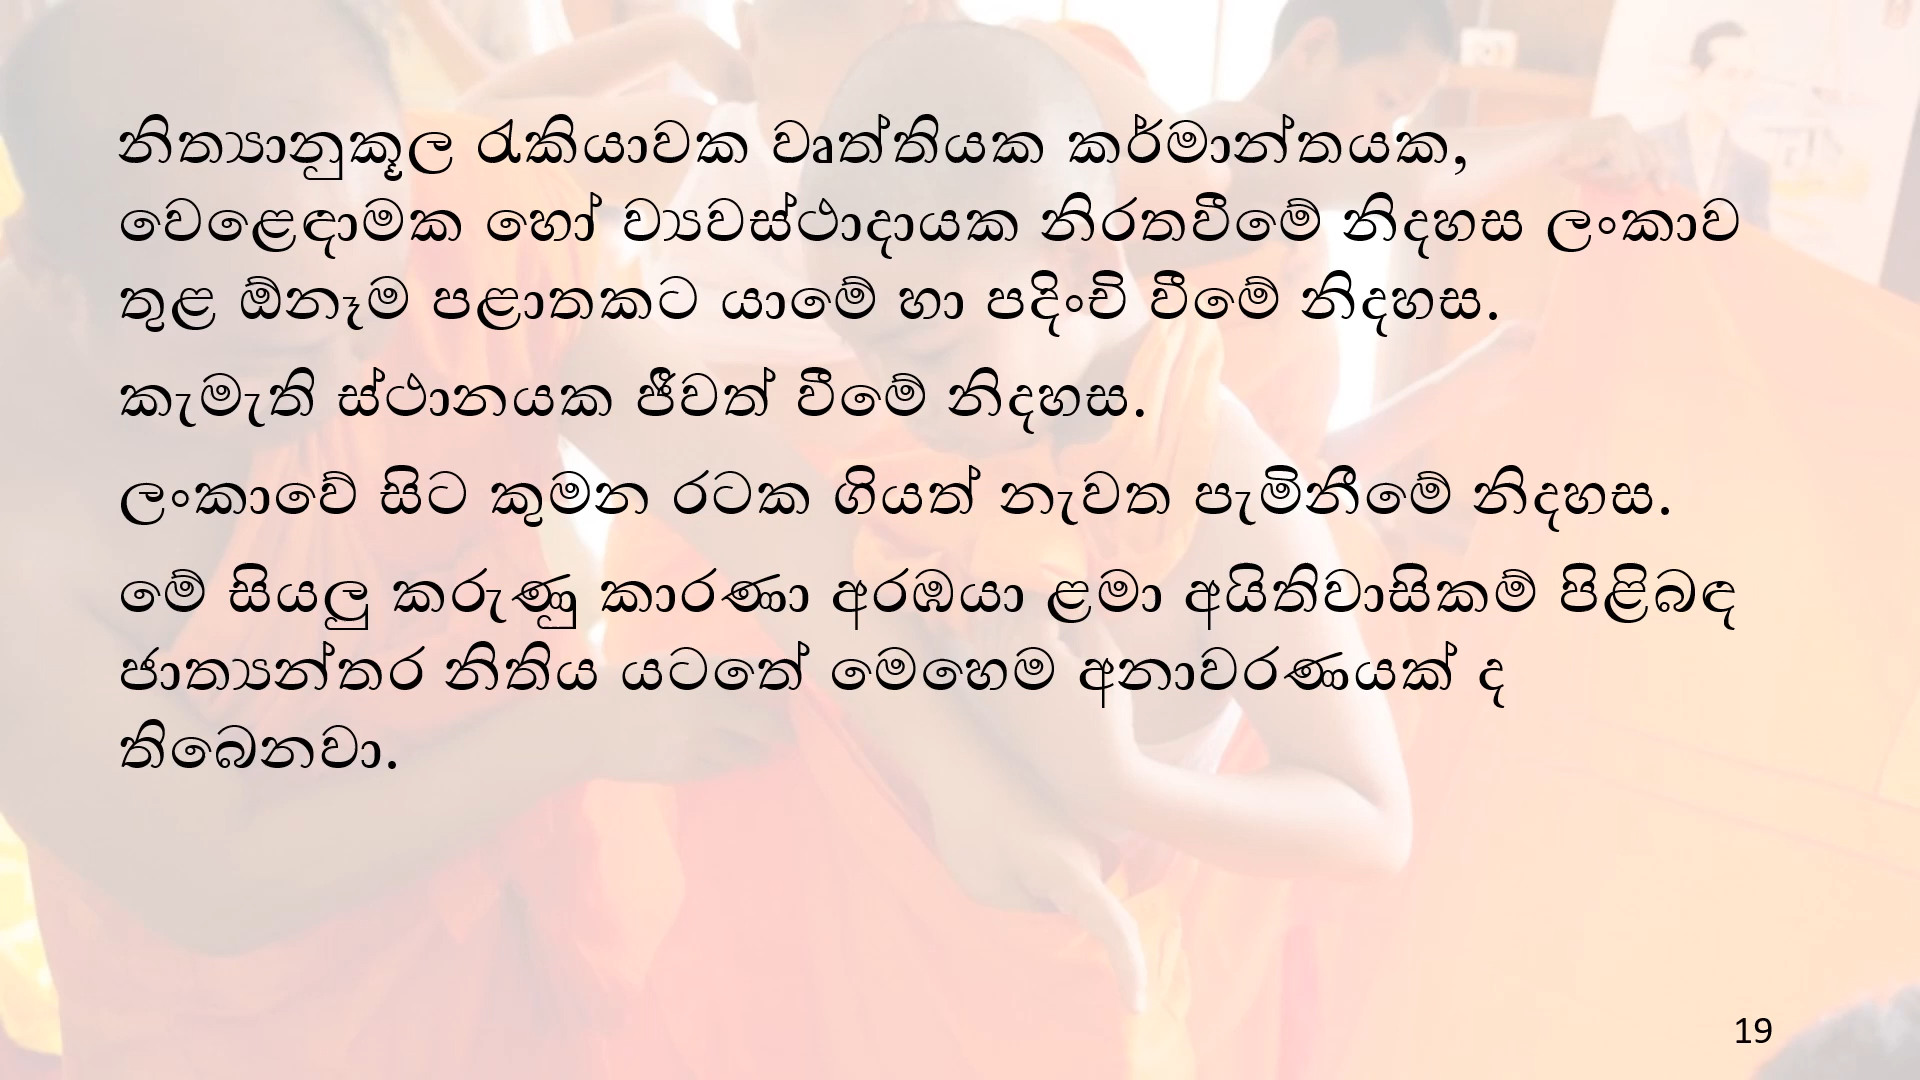 නිත්‍යානුකූල රැකියාවක වෘත්තියක කර්මාන්තයක,
වෙළෙඳාමක හෝ ව්‍යවස්ථාදායක නිරතවීමේ නිදහස ලංකාව
තුළ ඕනෑම පළාතකට යාමේ හා පදිංචි වීමේ නිදහස.
කැමැති ස්ථානයක ජීවත් වීමේ නිදහස.
ලංකාවේ සිට කුමන රටක ගියත් නැවත පැමිනීමේ නිදහස.
මේ සියලු කරුණු කාරණා අරඹයා ළමා අයිතිවාසිකම් පිළිබඳ
ජාත්‍යන්තර නිතිය යටතේ මෙහෙම අනාවරණයක් ද
තිබෙනවා.
19